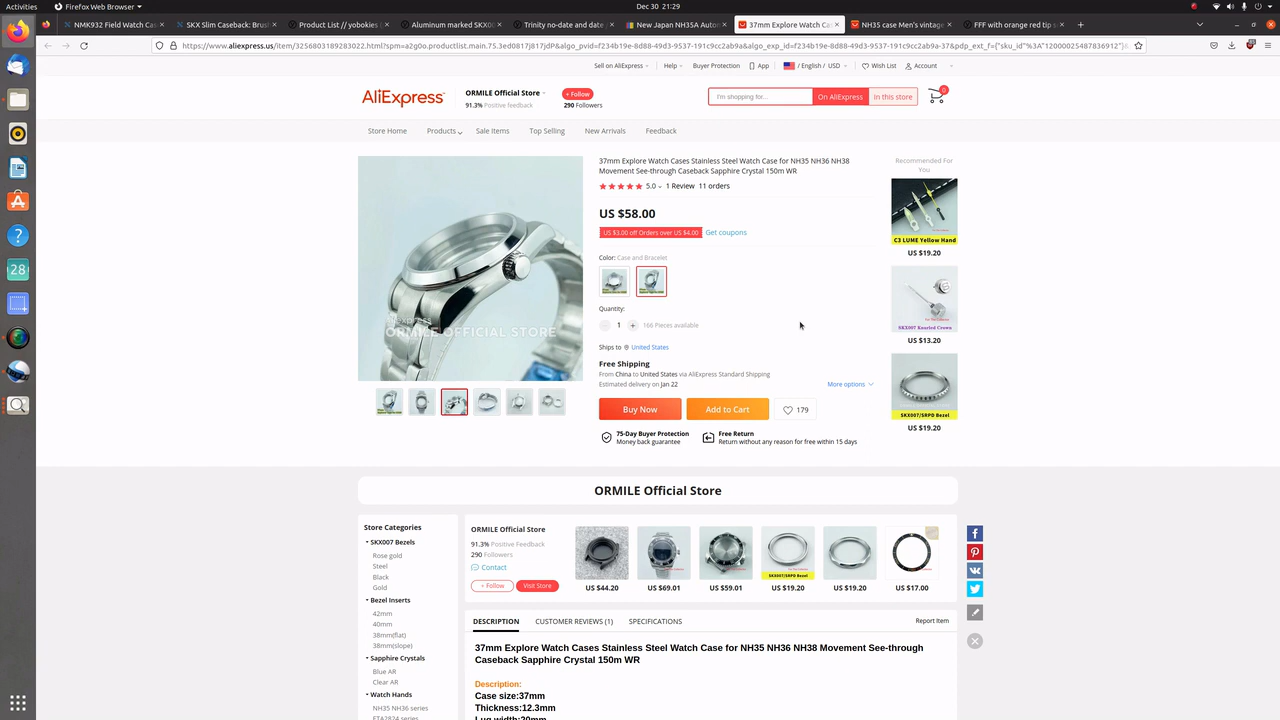 Activities
Firefox Web Browser
Dec 30 21:29
NMK932 Field Watch Cas
SKX Slim Caseback: Brush
Product List // yobokies
Aluminum marked SKX00
Trinity no-date and date
New Japan NH35A Auto
37mm Explore Watch Ca
NH35 case Men's vintage
FFF with orange red tip s
https://www.aliexpress.us/item/3256803189283022.html?spm=a2g0o.productlist.main.75.3ed0817j817jdP&algo_pvid=f234b19e-8d88-49d3-9537-191c9cc2ab9a&algo_exp_id=f234b19e-8d88-49d3-9537-191c9cc2ab9a-37&pdp_ext_f={"sku_id"%3A"12000025487836912"}&
Sell on AliExpress
Help
Buyer Protection
App
/ English / USD
Wish List
Account
AliExpress
ORMILE Official Store
+ Follow
91.3% Positive feedback
290 Followers
I'm shopping for...
On AliExpress
In this store
0
Store Home
Products
Sale Items
Top Selling
New Arrivals
Feedback
37mm Explore Watch Cases Stainless Steel Watch Case for NH35 NH36 NH38
Movement See-through Caseback Sapphire Crystal 150m WR
5.0
1 Review
11 orders
US $58.00
US $3.00 off Orders over US $4.00
Get coupons
Color: Case and Bracelet
Quantity:
1
166 Pieces available
Ships to
United States
Free Shipping
From China to United States via AliExpress Standard Shipping
Estimated delivery on Jan 22
More options
Buy Now
Add to Cart
179
75-Day Buyer Protection
Money back guarantee
Free Return
Return without any reason for free within 15 days
AliExpress
ORMILE OFFICIAL STORE
Recommended For
You
C3 LUME Yellow Hand
US $19.20
SKX007 Knurled Crown
US $13.20
SKX007/SRPD Bezel
US $19.20
28
ORMILE Official Store
Store Categories
SKX007 Bezels
Rose gold
Steel
Black
Gold
Bezel Inserts
42mm
40mm
38mm(flat)
38mm(slope)
Sapphire Crystals
Blue AR
Clear AR
Watch Hands
NH35 NH36 series
ETA2824 series
ORMILE Official Store
91.3% Positive Feedback
290 Followers
Contact
+ Follow
Visit Store
US $44.20
US $69.01
US $59.01
SKX007/SRPD Bezel
US $19.20
US $19.20
US $17.00
DESCRIPTION
CUSTOMER REVIEWS (1)
SPECIFICATIONS
Report Item
37mm Explore Watch Cases Stainless Steel Watch Case for NH35 NH36 NH38 Movement See-through
Caseback Sapphire Crystal 150m WR
Description:
Case size:37mm
Thickness:12.3mm
Lug width:20mm